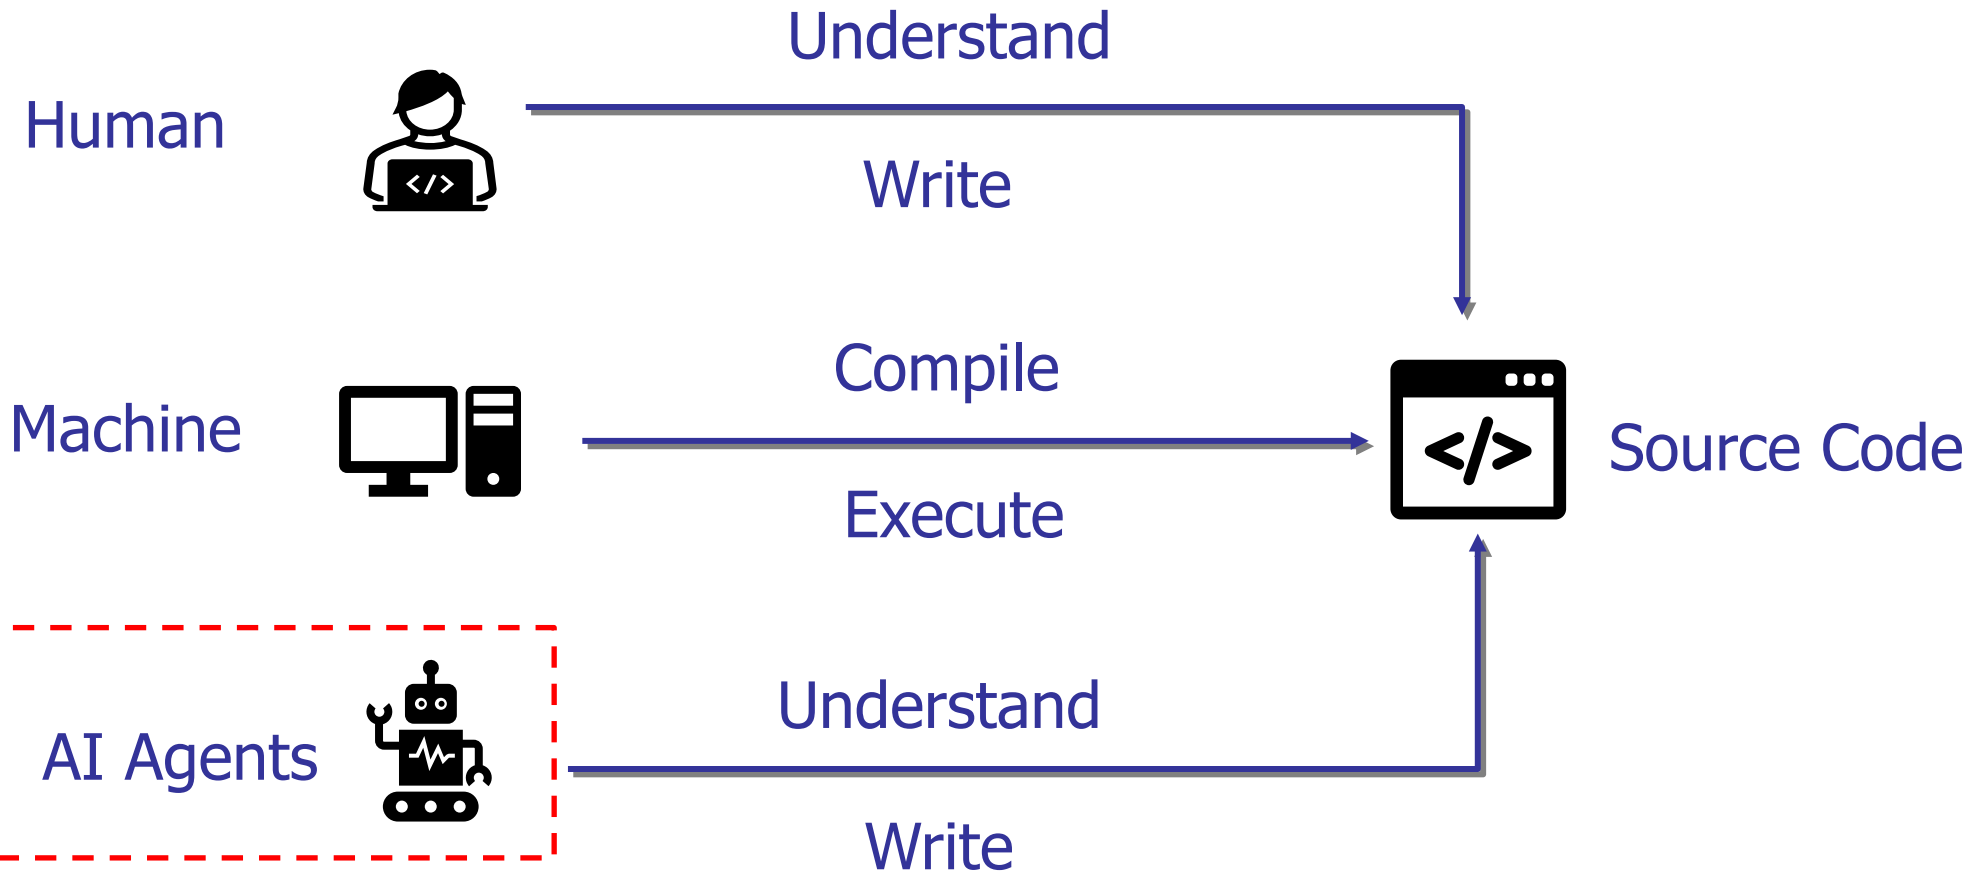 Understand
Human
</>
Write
Compile
Machine
</>
Source Code
Execute
Understand
AI Agents
Write